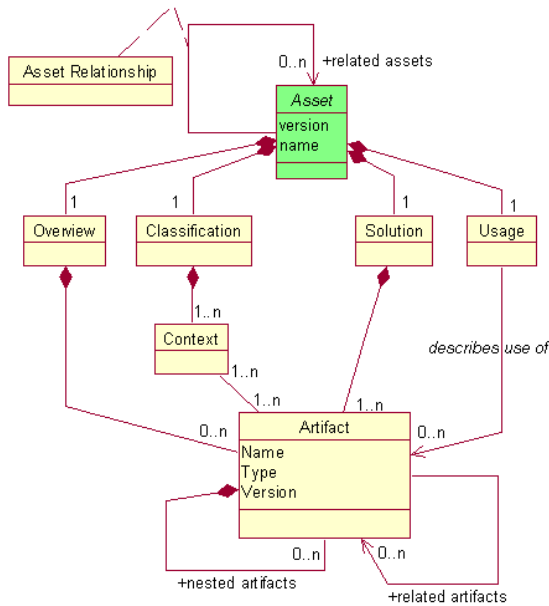 Asset Relationship
0..n
+related assets
Asset
version
name
1
1
1
1
Overview
Classification
Solution
Usage
1..n
Context
describes use of
1..n
1..n
1..n
0..n
0..n
Artifact
Name
Type
Version
0..n
0..n
+nested artifacts
+related artifacts